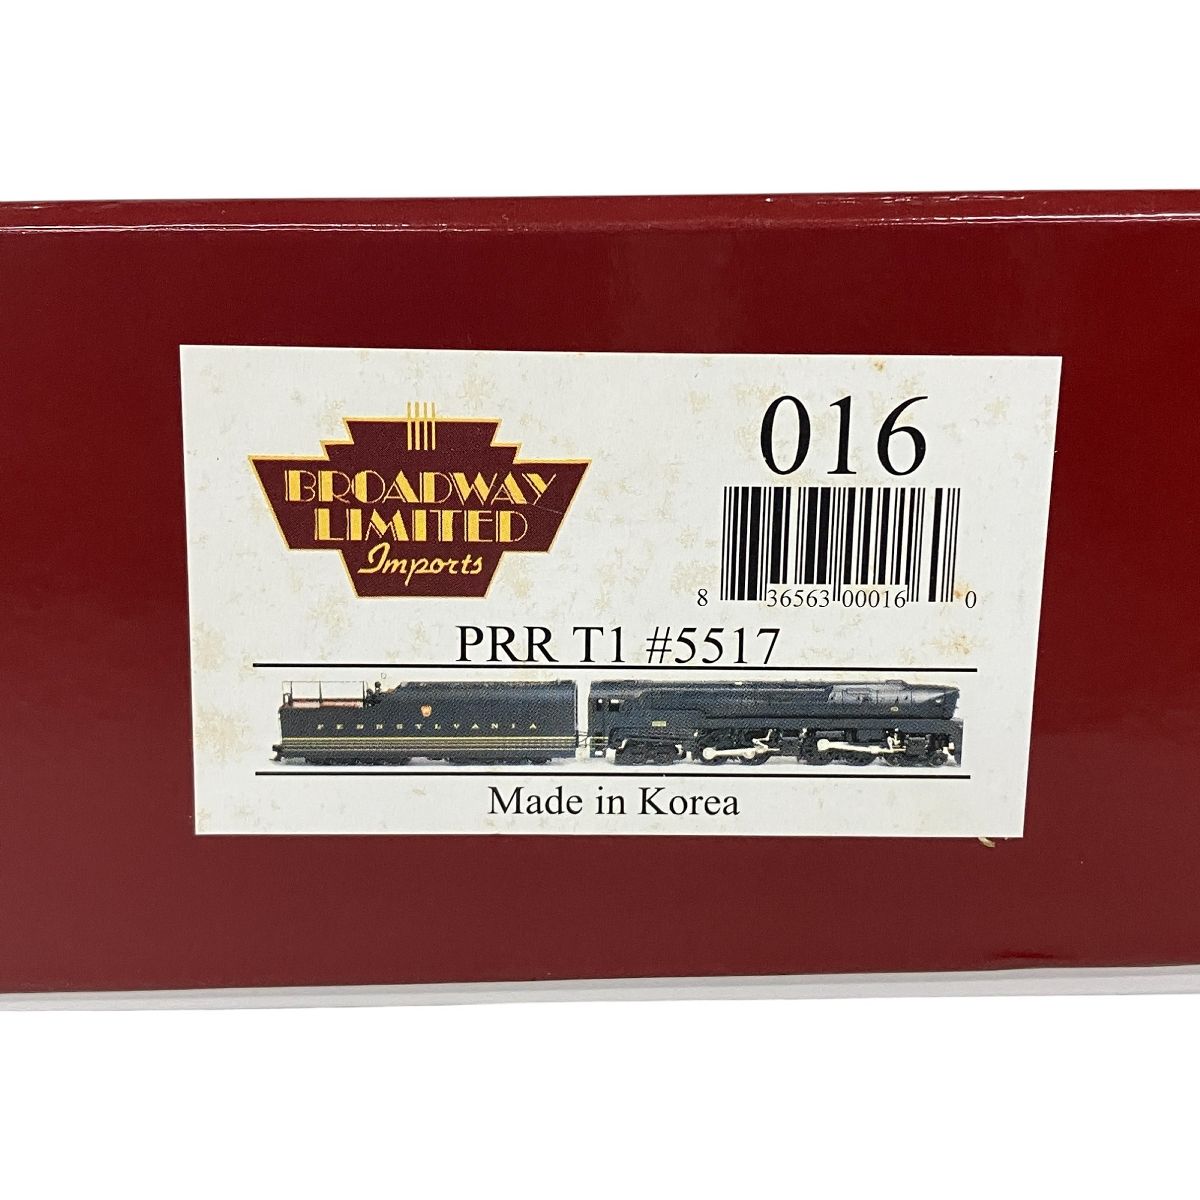 BROADWAY
LIMITED
Imports
016
8 36563 00016 0
PRR T1 #5517
PENNSYLVANIA
Made in Korea